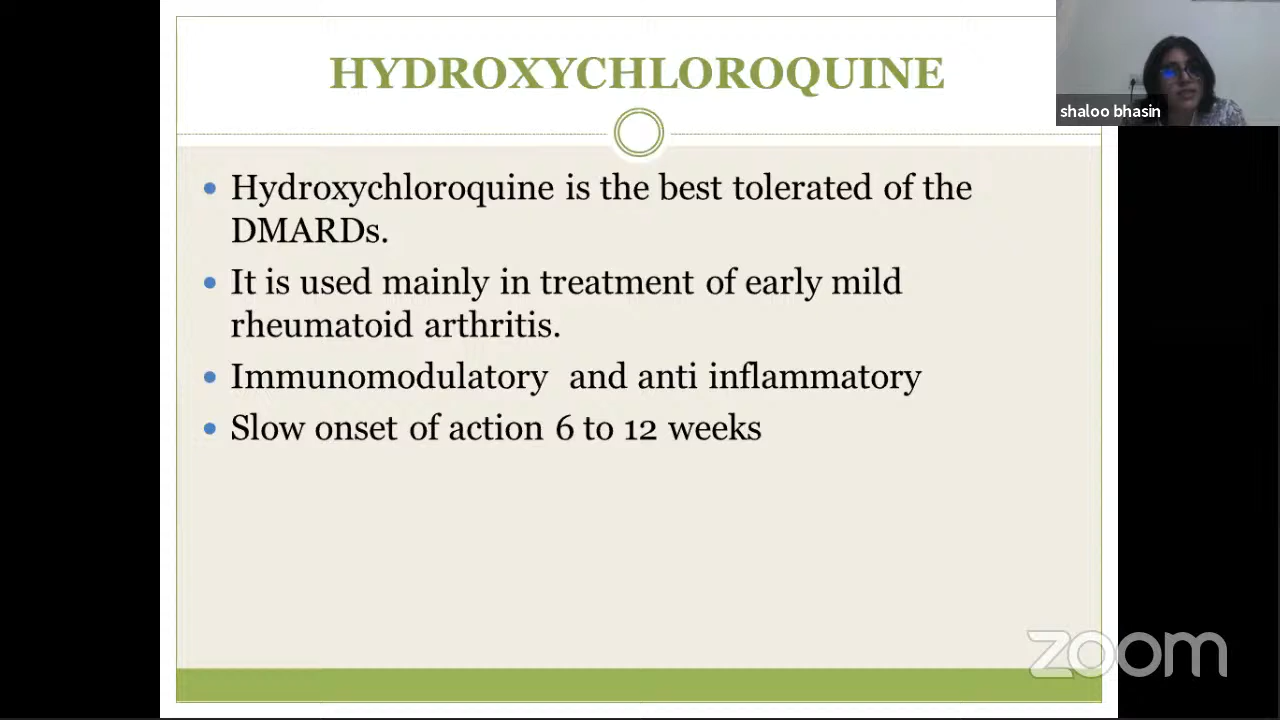 HYDROXYCHLOROQUINE
shaloo bhasin
• Hydroxychloroquine is the best tolerated of the
DMARDs.
• It is used mainly in treatment of early mild
rheumatoid arthritis.
• Immunomodulatory  and anti inflammatory
• Slow onset of action 6 to 12 weeks
zoom